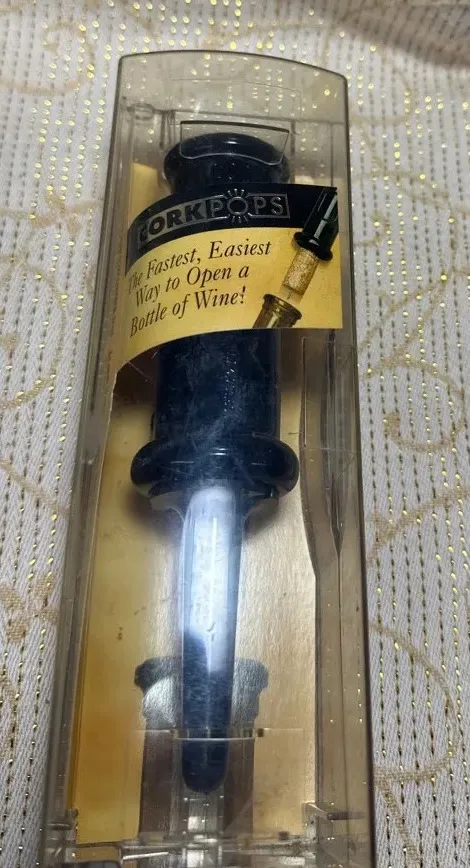 CORKPOPS
The Fastest, Easiest
Way to Open a
Bottle of Wine!